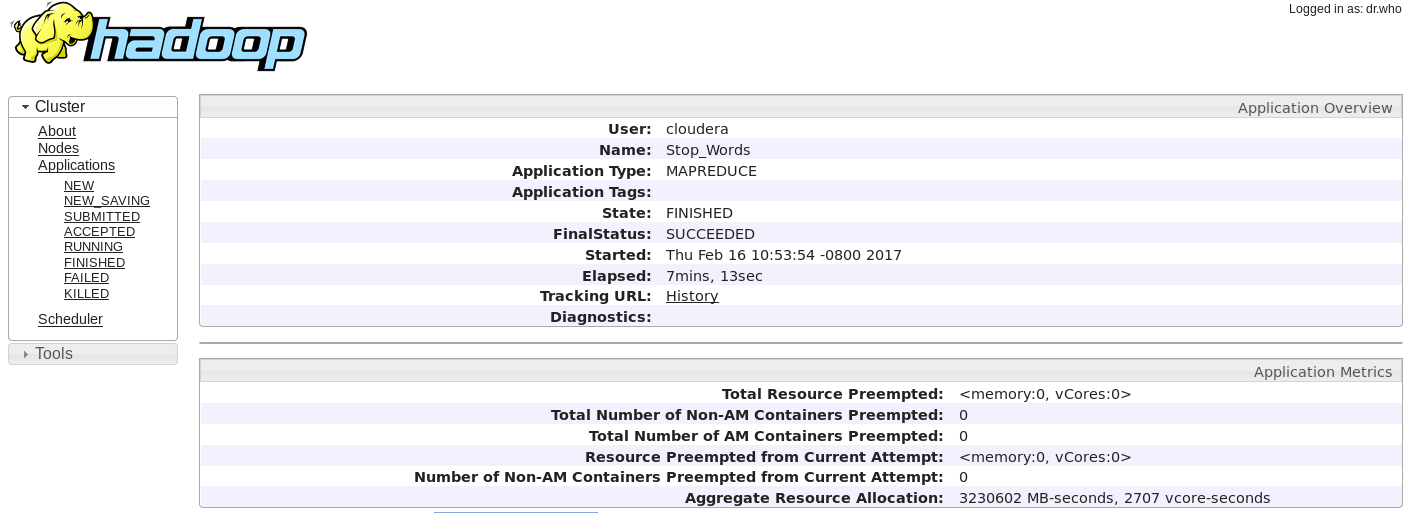 hadoop
Logged in as: dr.who
Cluster
About
Nodes
Applications
NEW
NEW_SAVING
SUBMITTED
ACCEPTED
RUNNING
FINISHED
FAILED
KILLED
Scheduler
Tools
Application Overview
User: cloudera
Name: Stop_Words
Application Type: MAPREDUCE
Application Tags:
State: FINISHED
FinalStatus: SUCCEEDED
Started: Thu Feb 16 10:53:54 -0800 2017
Elapsed: 7mins, 13sec
Tracking URL: History
Diagnostics:
Application Metrics
Total Resource Preempted: <memory:0, vCores:0>
Total Number of Non-AM Containers Preempted: 0
Total Number of AM Containers Preempted: 0
Resource Preempted from Current Attempt: <memory:0, vCores:0>
Number of Non-AM Containers Preempted from Current Attempt: 0
Aggregate Resource Allocation: 3230602 MB-seconds, 2707 vcore-seconds